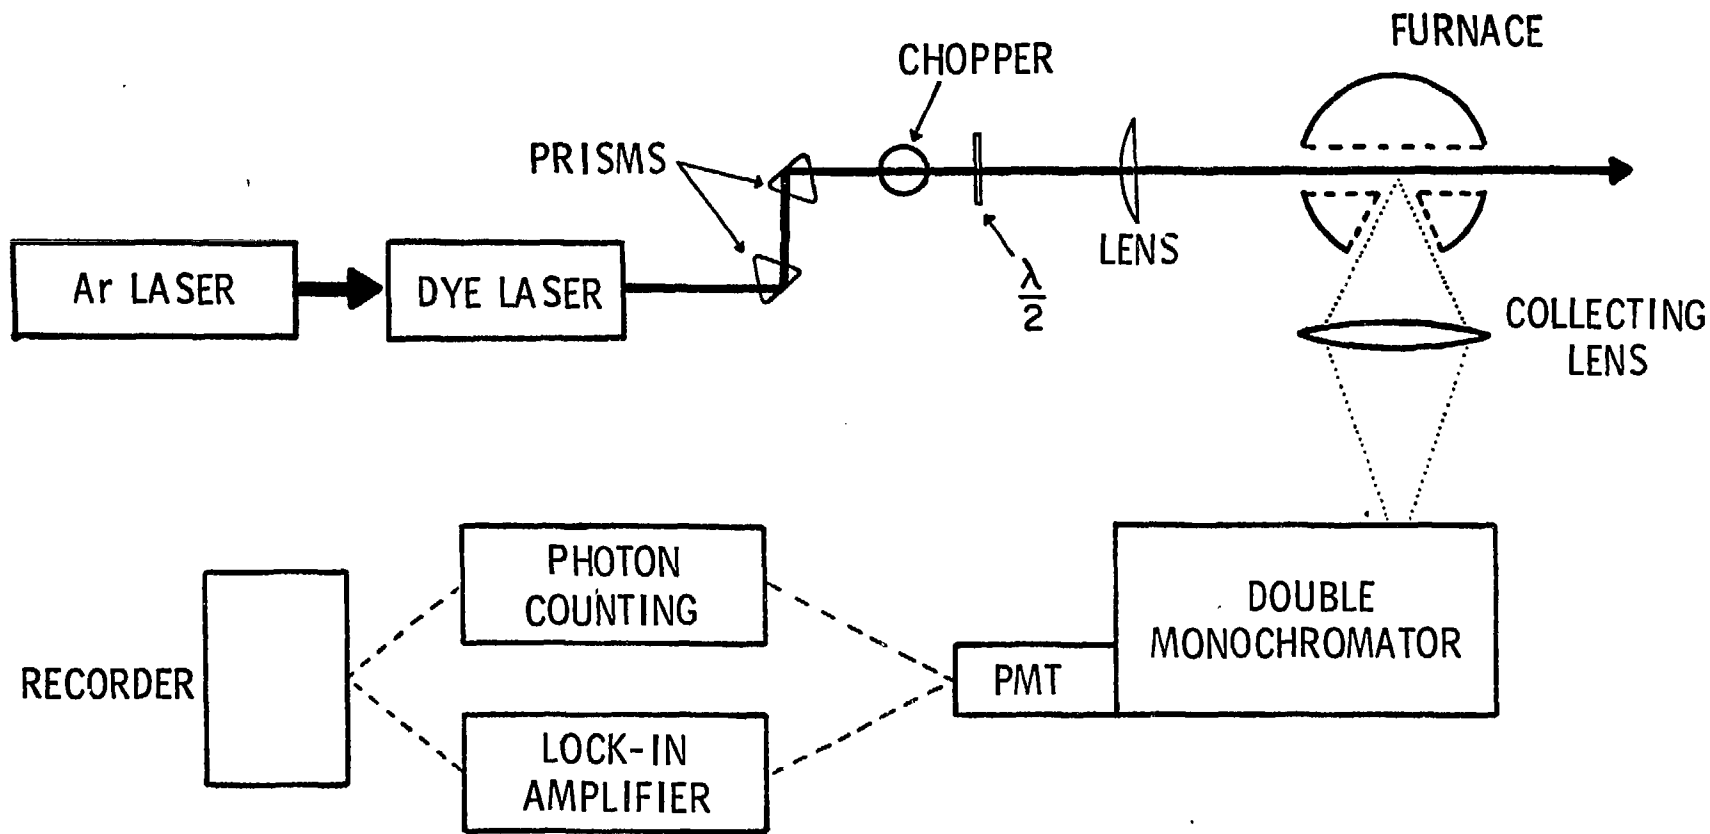 FURNACE
CHOPPER
PRISMS
LENS
λ/2
Ar LASER
DYE LASER
COLLECTING
LENS
PHOTON
COUNTING
DOUBLE
MONOCHROMATOR
RECORDER
PMT
LOCK-IN
AMPLIFIER